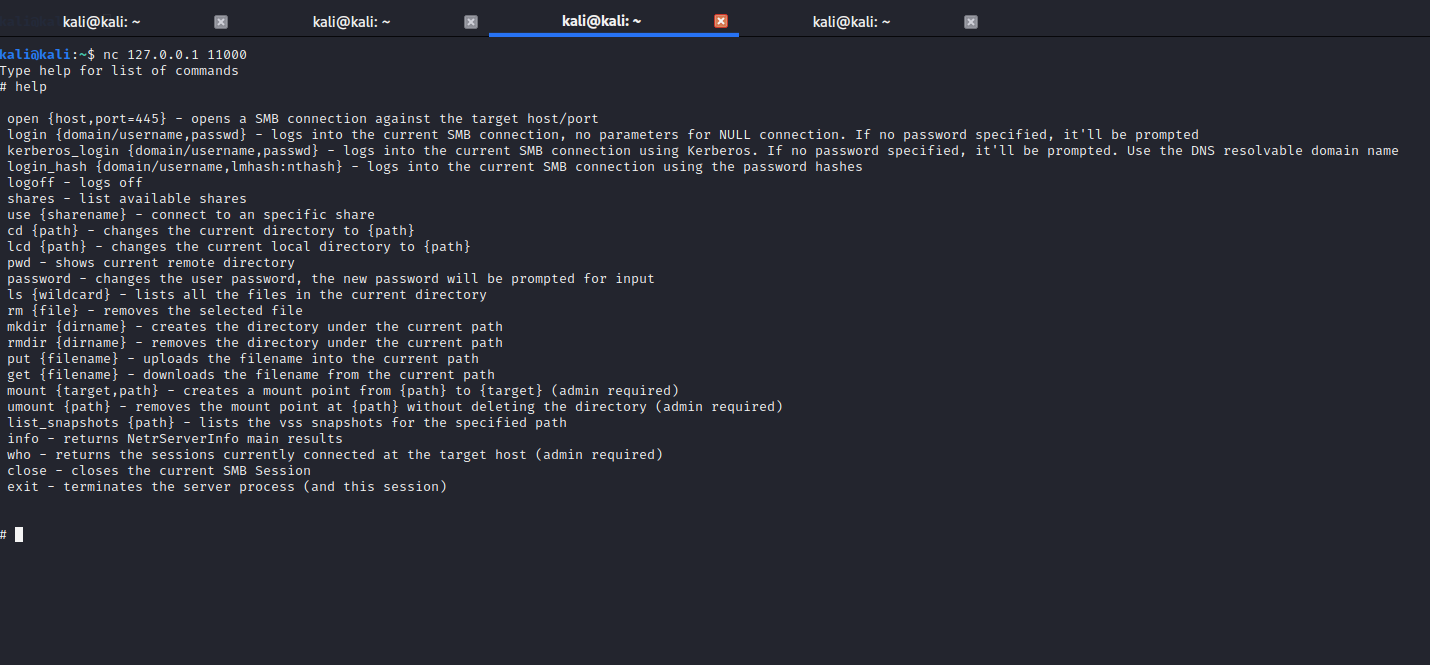 kali@kali: ~ kali@kali: ~ kali@kali: ~ kali@kali: ~
kali@kali:~$ nc 127.0.0.1 11000
Type help for list of commands
# help
open {host,port=445} - opens a SMB connection against the target host/port
login {domain/username,passwd} - logs into the current SMB connection, no parameters for NULL connection. If no password specified, it'll be prompted
kerberos_login {domain/username,passwd} - logs into the current SMB connection using Kerberos. If no password specified, it'll be prompted. Use the DNS resolvable domain name
login_hash {domain/username,lmhash:nthash} - logs into the current SMB connection using the password hashes
logoff - logs off
shares - list available shares
use {sharename} - connect to an specific share
cd {path} - changes the current directory to {path}
lcd {path} - changes the current local directory to {path}
pwd - shows current remote directory
password - changes the user password, the new password will be prompted for input
ls {wildcard} - lists all the files in the current directory
rm {file} - removes the selected file
mkdir {dirname} - creates the directory under the current path
rmdir {dirname} - removes the directory under the current path
put {filename} - uploads the filename into the current path
get {filename} - downloads the filename from the current path
mount {target,path} - creates a mount point from {path} to {target} (admin required)
umount {path} - removes the mount point at {path} without deleting the directory (admin required)
list_snapshots {path} - lists the vss snapshots for the specified path
info - returns NetrServerInfo main results
who - returns the sessions currently connected at the target host (admin required)
close - closes the current SMB Session
exit - terminates the server process (and this session)
#